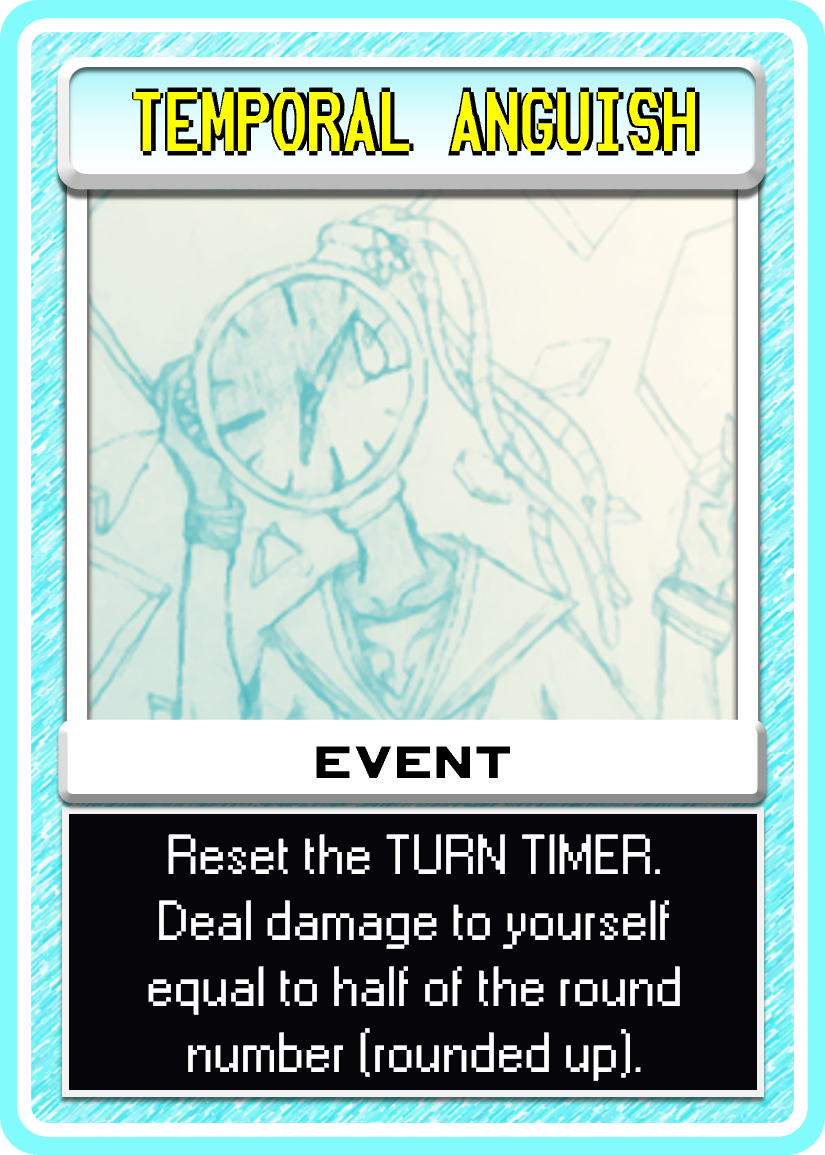 TEMPORAL ANGUISH
EVENT
Reset the TURN TIMER.
Deal damage to yourself
equal to half of the round
number (rounded up).